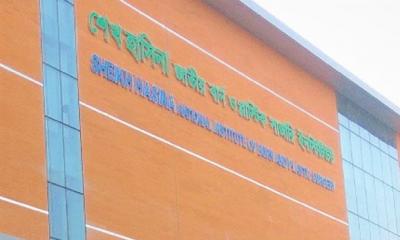 শেখ হাসিনা জাতীয় বার্ন ও প্লাস্টিক সার্জারি ইনস্টিটিউট
SHEIKH HASINA NATIONAL INSTITUTE OF BURN AND PLASTIC SURGERY